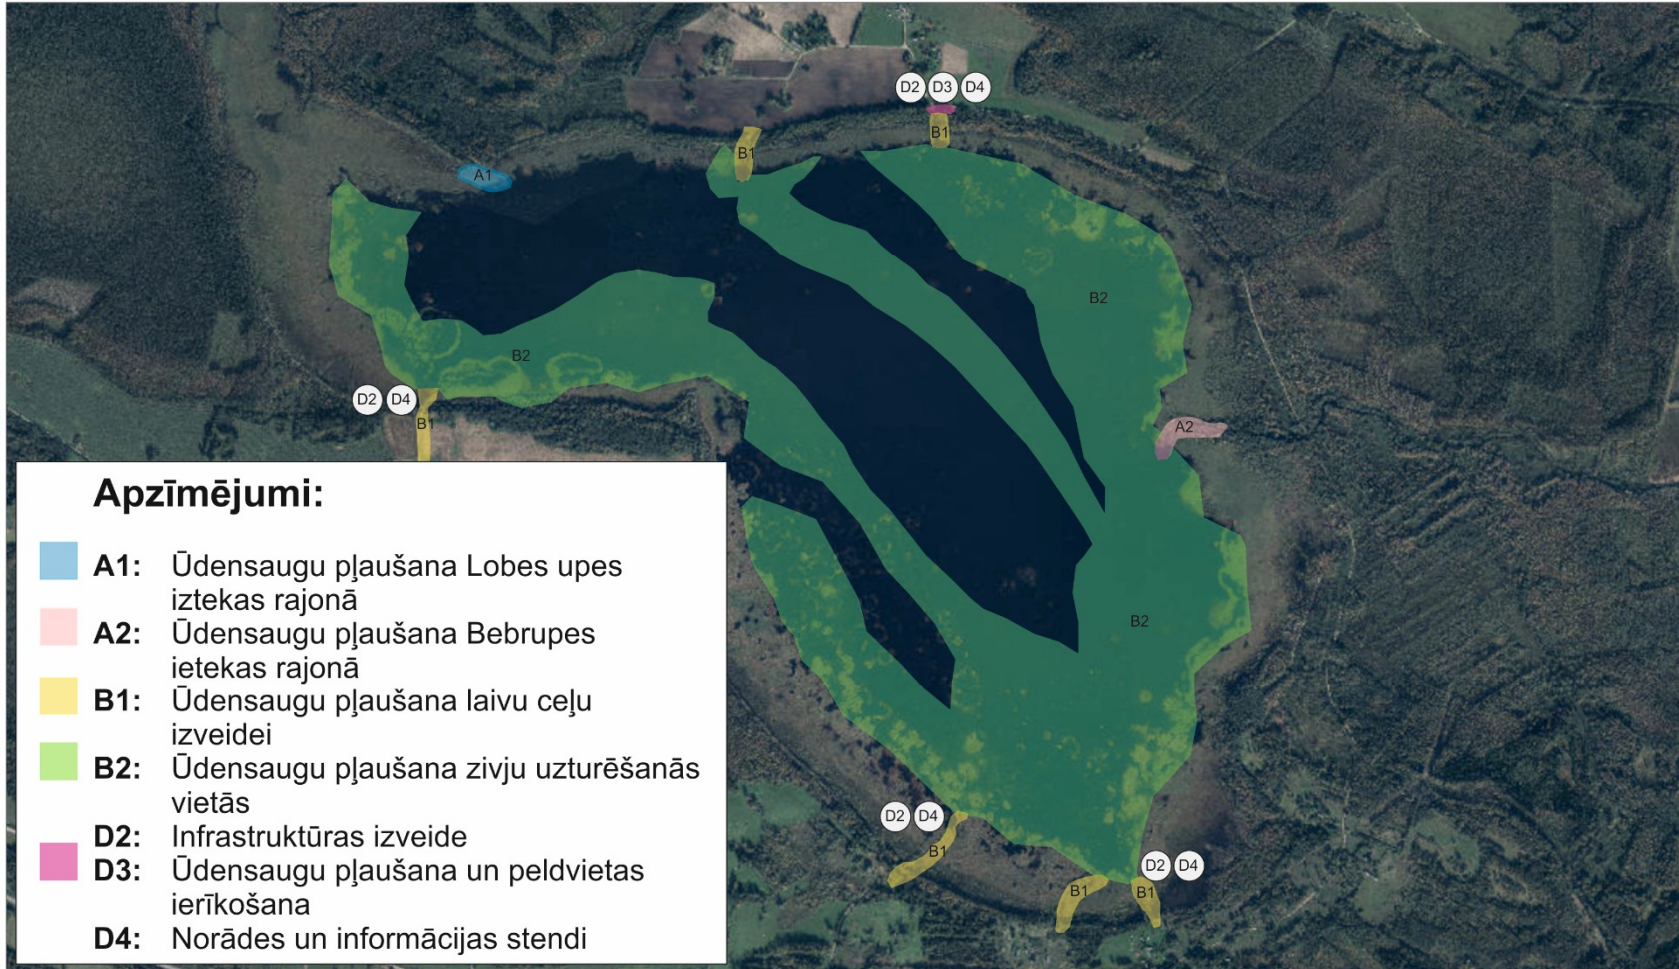 D2 D3 D4
B1
B1
A1
B2
B2
D2 D4
B1
A2
Apzīmējumi:
A1: Ūdensaugu pļaušana Lobes upes
iztekas rajonā
A2: Ūdensaugu pļaušana Bebrupes
ietekas rajonā
B1: Ūdensaugu pļaušana laivu ceļu
izveidei
B2: Ūdensaugu pļaušana zivju uzturēšanās
vietās
D2: Infrastruktūras izveide
D3: Ūdensaugu pļaušana un peldvietas
ierīkošana
D4: Norādes un informācijas stendi
B2
D2 D4
B1
D2 D4
B1
B1